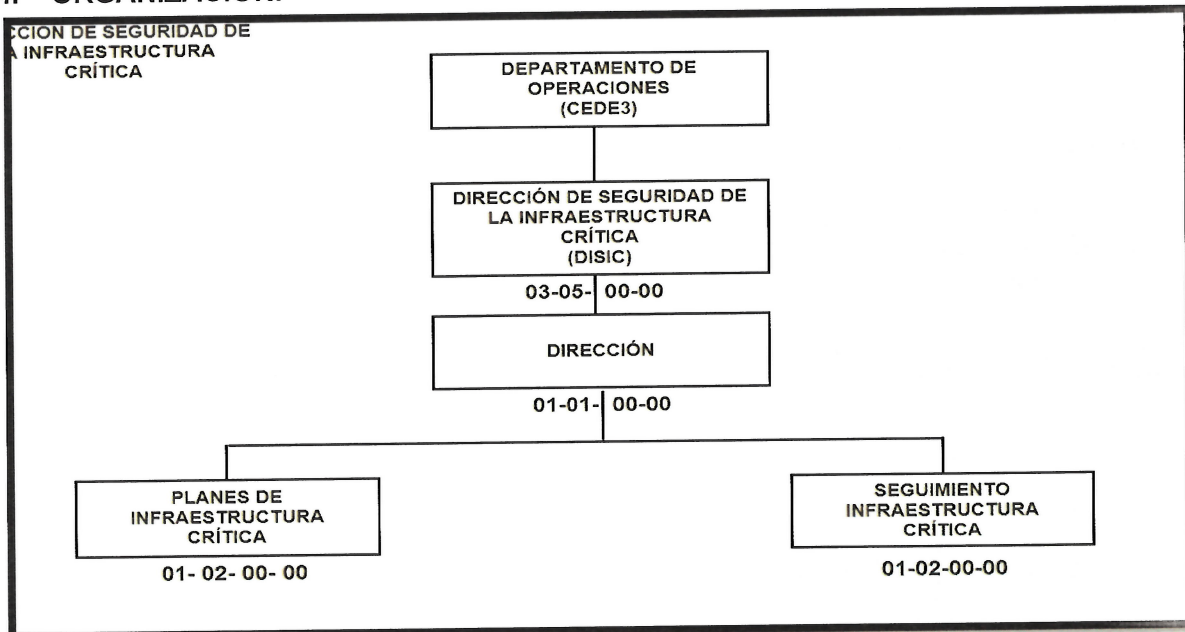 CCIÓN DE SEGURIDAD DE
A INFRAESTRUCTURA
CRÍTICA
DEPARTAMENTO DE
OPERACIONES
(CEDE3)
DIRECCIÓN DE SEGURIDAD DE
LA INFRAESTRUCTURA
CRÍTICA
(DISIC)
03-05- 00-00
DIRECCIÓN
01-01- 00-00
PLANES DE
INFRAESTRUCTURA
CRÍTICA
01- 02- 00- 00
SEGUIMIENTO
INFRAESTRUCTURA
CRÍTICA
01-02-00-00